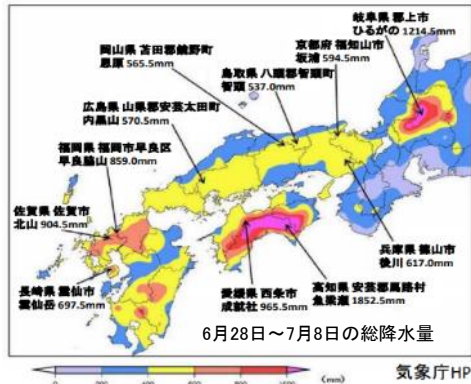 岐阜県 郡上市
ひるがの 1214.5mm
岡山県 苫田郡鏡野町
恩原 565.5mm
京都府 福知山市
坂浦 594.5mm
鳥取県 八頭郡智頭町
智頭 537.0mm
広島県 山県郡安芸太田町
内黒山 570.5mm
福岡県 福岡市早良区
早良脇山 859.0mm
佐賀県 佐賀市
北山 904.5mm
兵庫県 篠山市
後川 617.0mm
長崎県 雲仙市
雲仙岳 697.5mm
愛媛県 西条市
成就社 965.5mm
高知県 安芸郡馬路村
魚梁瀬 1852.5mm
6月28日～7月8日の総降水量
0 200 400 600 800 1000 (mm)
気象庁HP